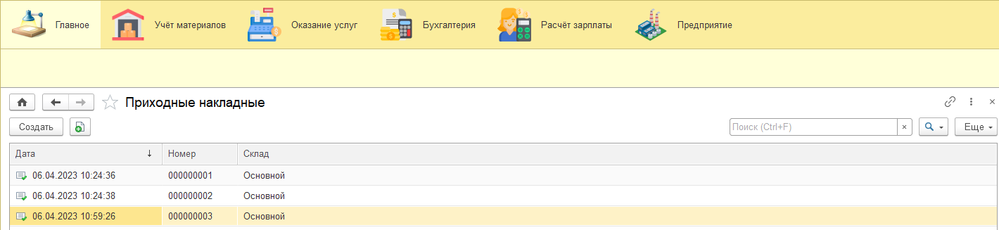 Главное Учёт материалов Оказание услуг Бухгалтерия Расчёт зарплаты Предприятие
Приходные накладные
Создать Поиск (Ctrl+F) Еще
Дата Номер Склад
06.04.2023 10:24:36 000000001 Основной
06.04.2023 10:24:38 000000002 Основной
06.04.2023 10:59:26 000000003 Основной